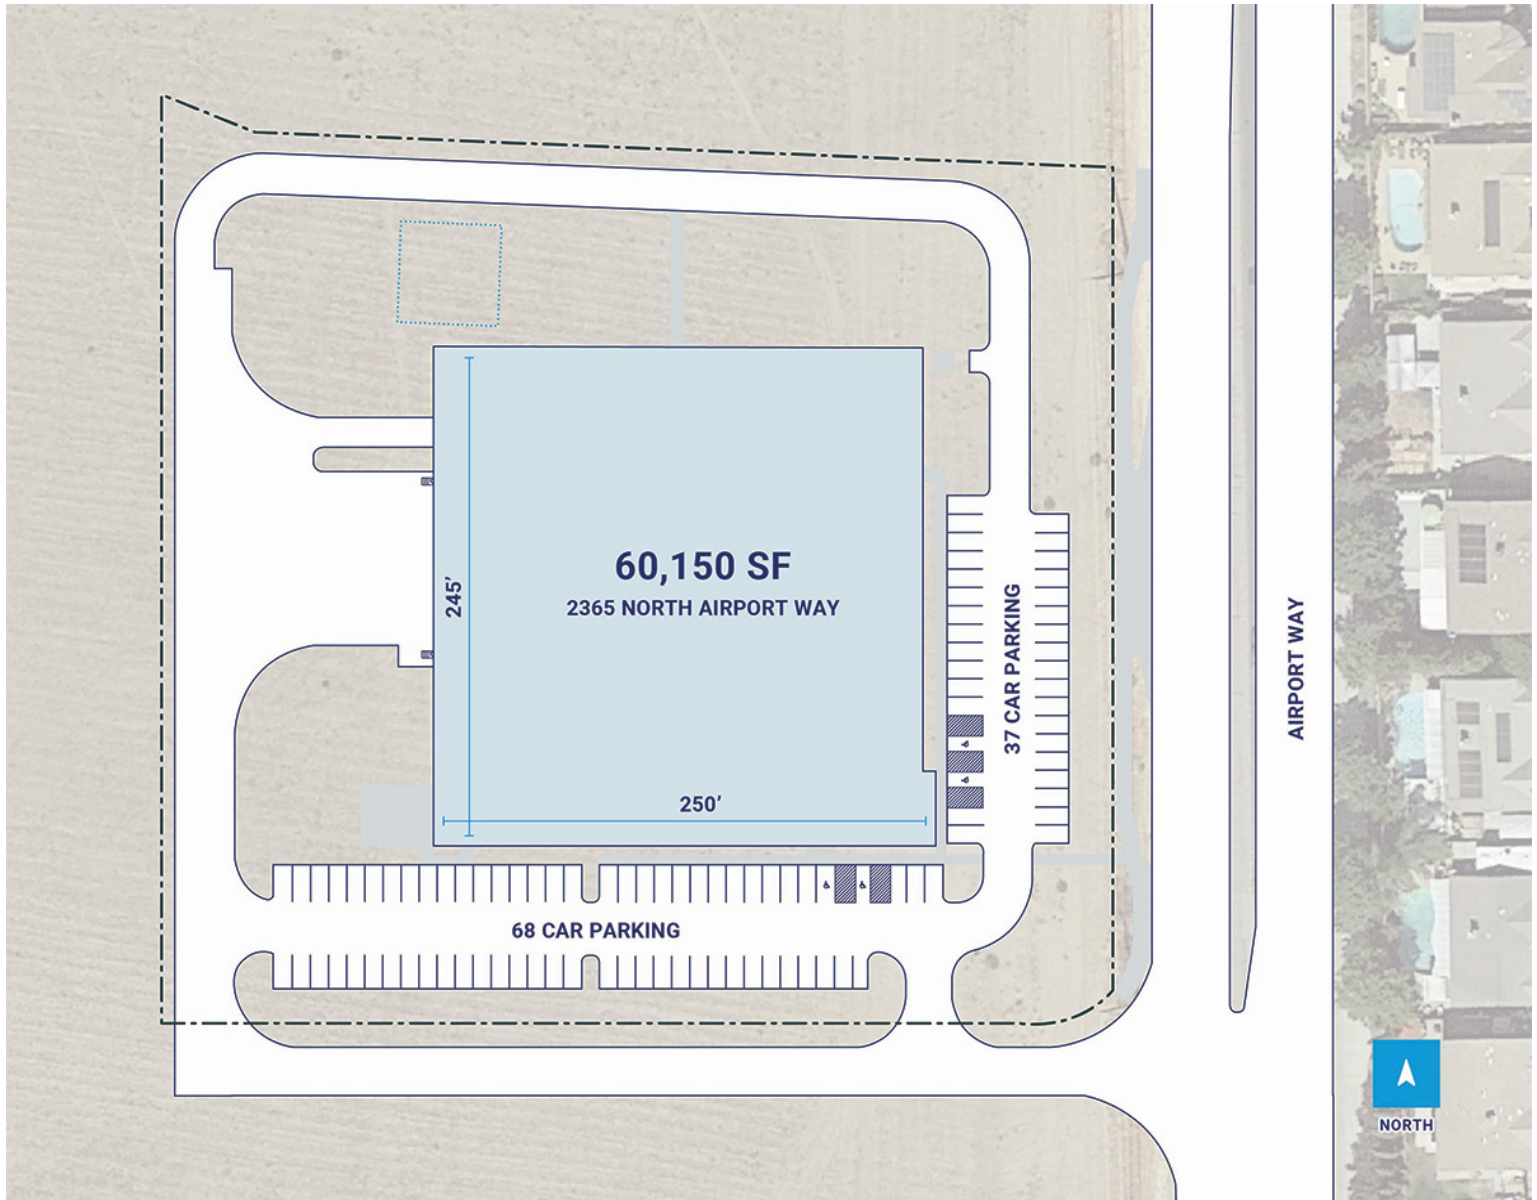 60,150 SF
2365 NORTH AIRPORT WAY
245’
250’
37 CAR PARKING
68 CAR PARKING
AIRPORT WAY
NORTH